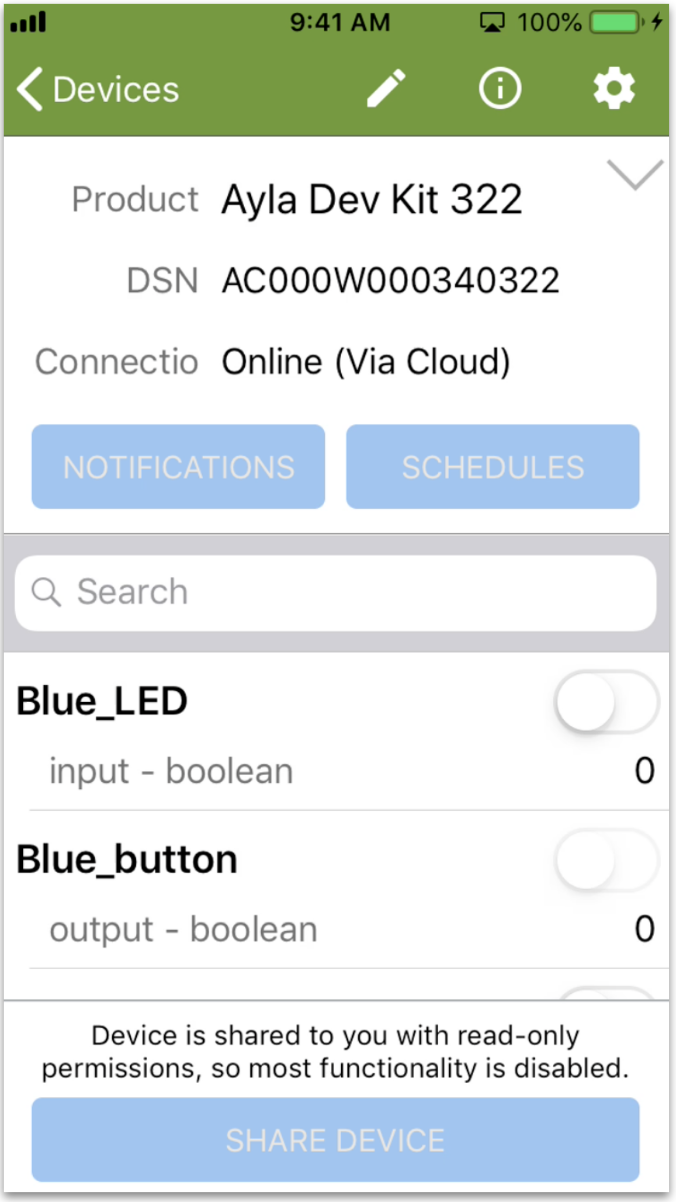 9:41 AM 100%
Devices
Product Ayla Dev Kit 322
DSN AC000W000340322
Connectio Online (Via Cloud)
NOTIFICATIONS SCHEDULES
Search
Blue_LED
input - boolean 0
Blue_button
output - boolean 0
Device is shared to you with read-only
permissions, so most functionality is disabled.
SHARE DEVICE